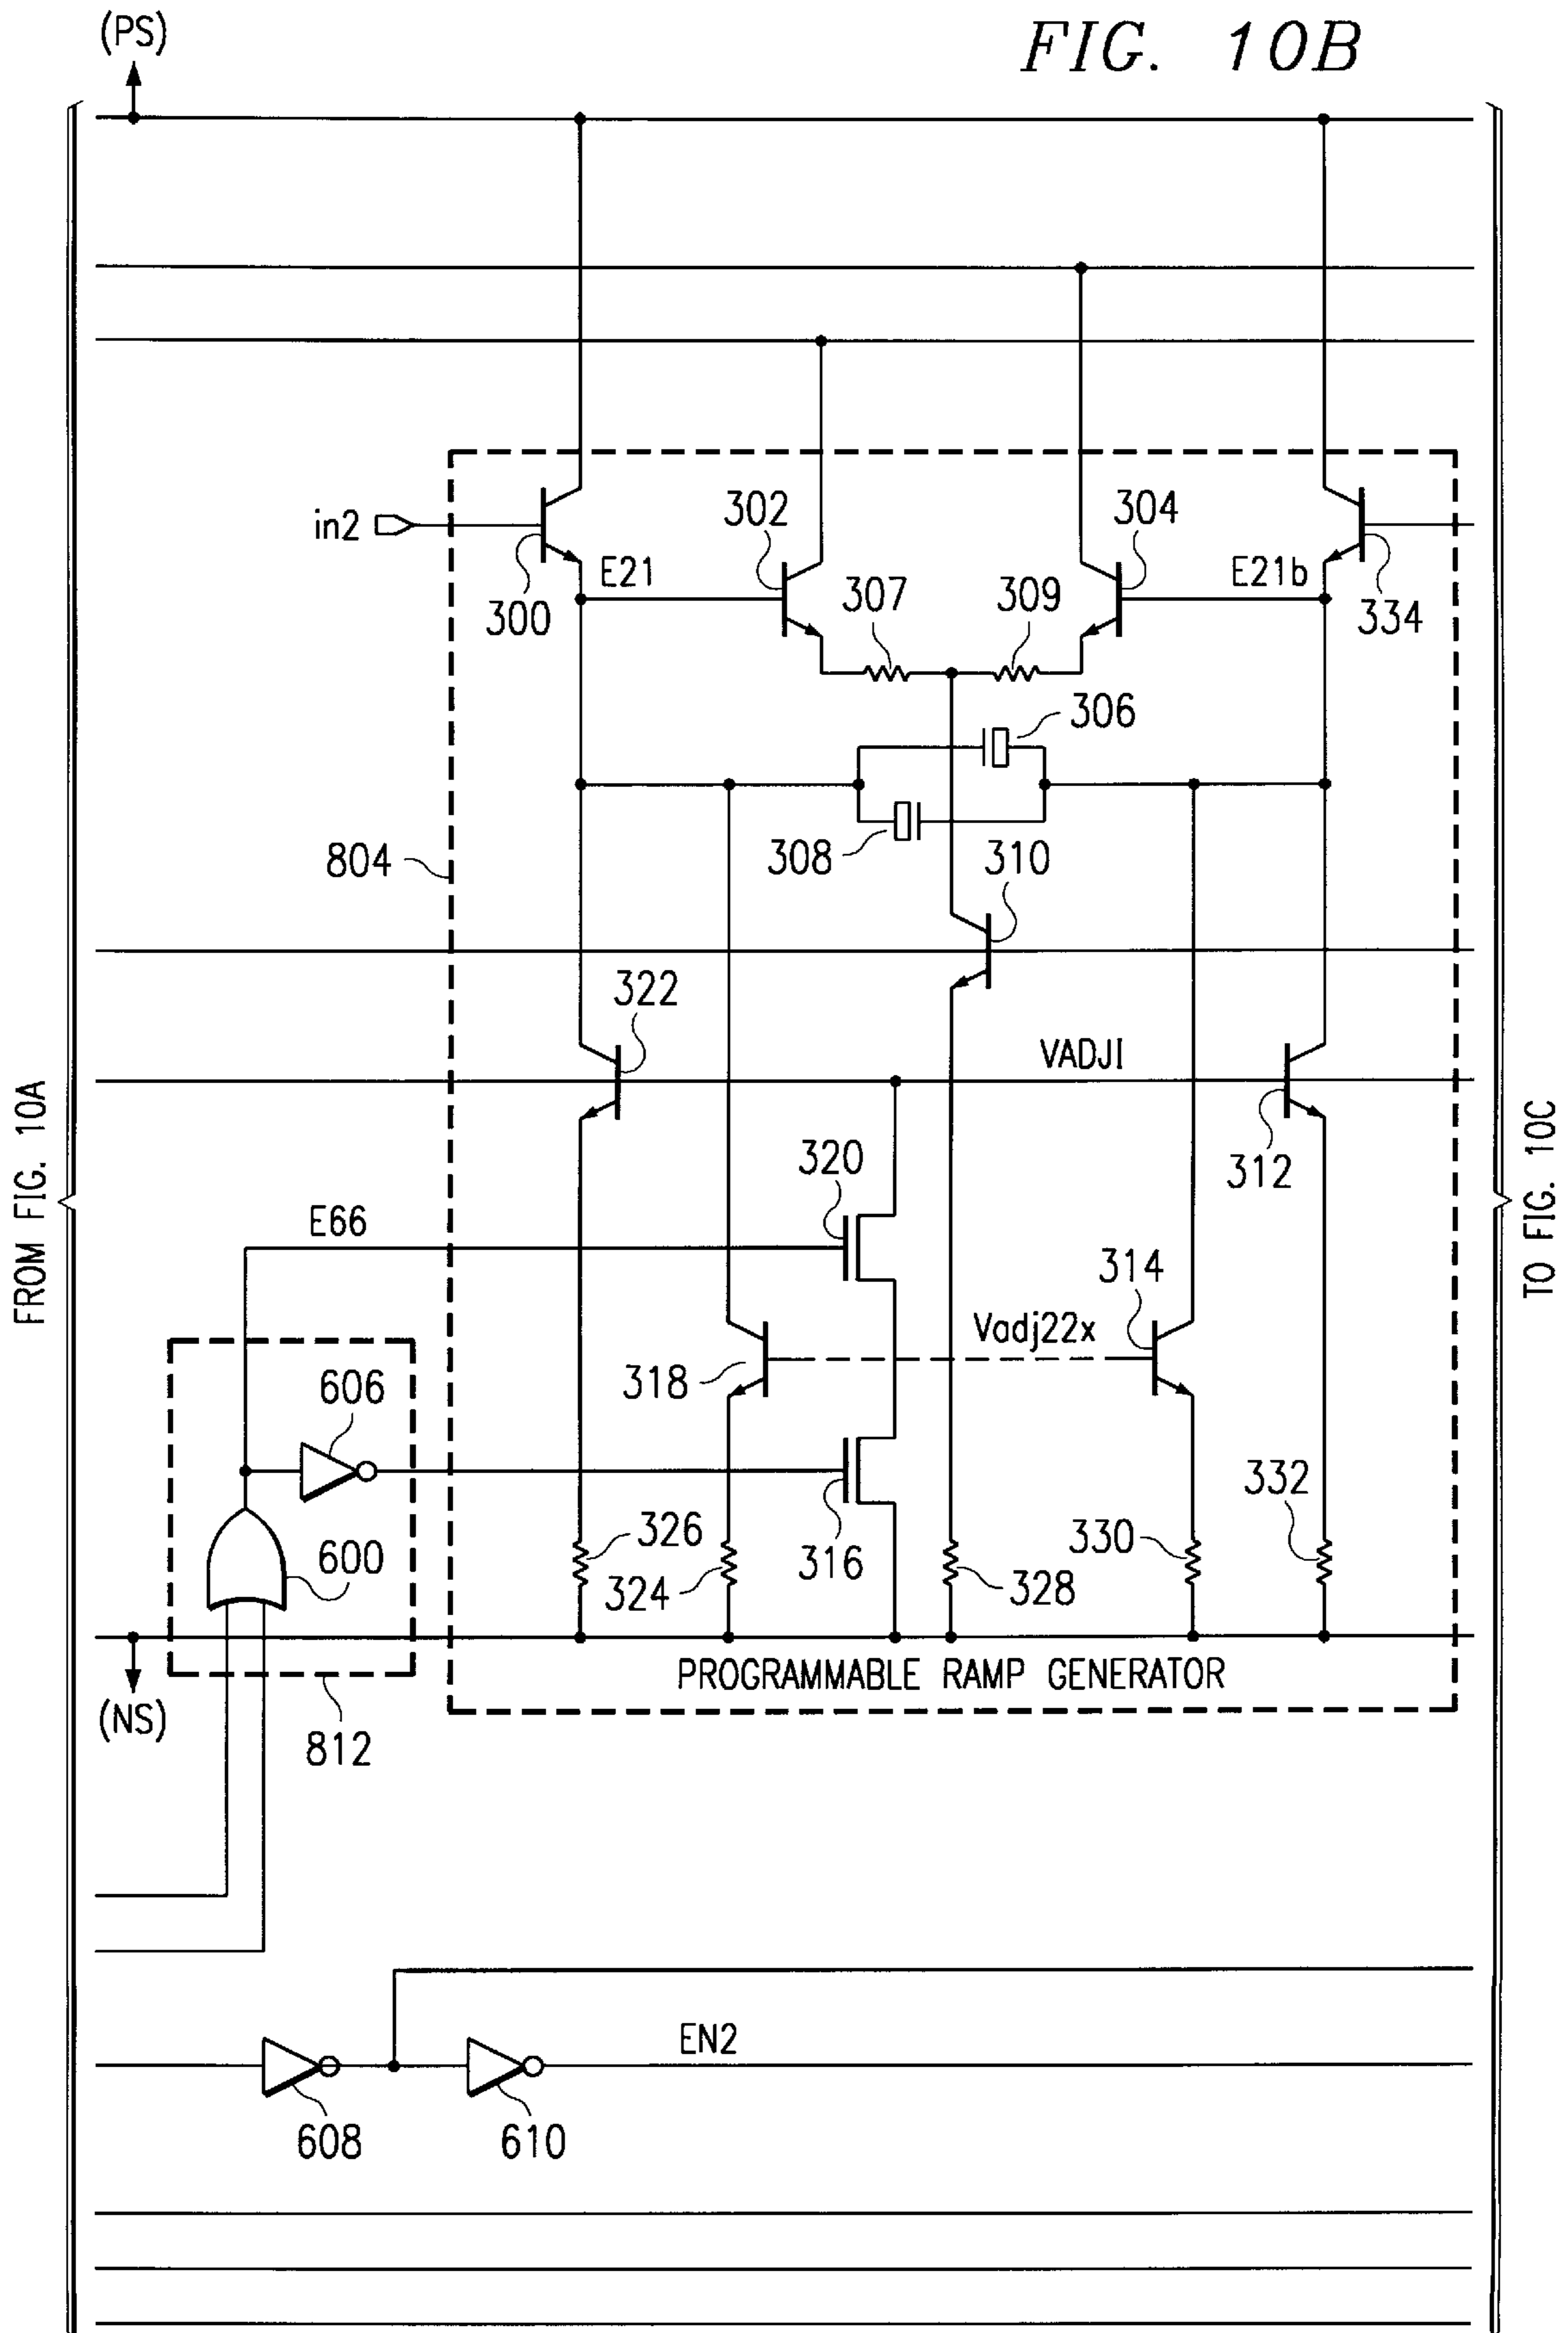 (PS)
FIG. 10B
in2
300
E21
302
307
309
304
E21b
334
306
308
804
310
322
VADJI
312
FROM FIG. 10A
TO FIG. 10C
320
E66
314
Vadj22x
318
606
600
326
324
316
328
330
332
(NS)
812
PROGRAMMABLE RAMP GENERATOR
EN2
608
610